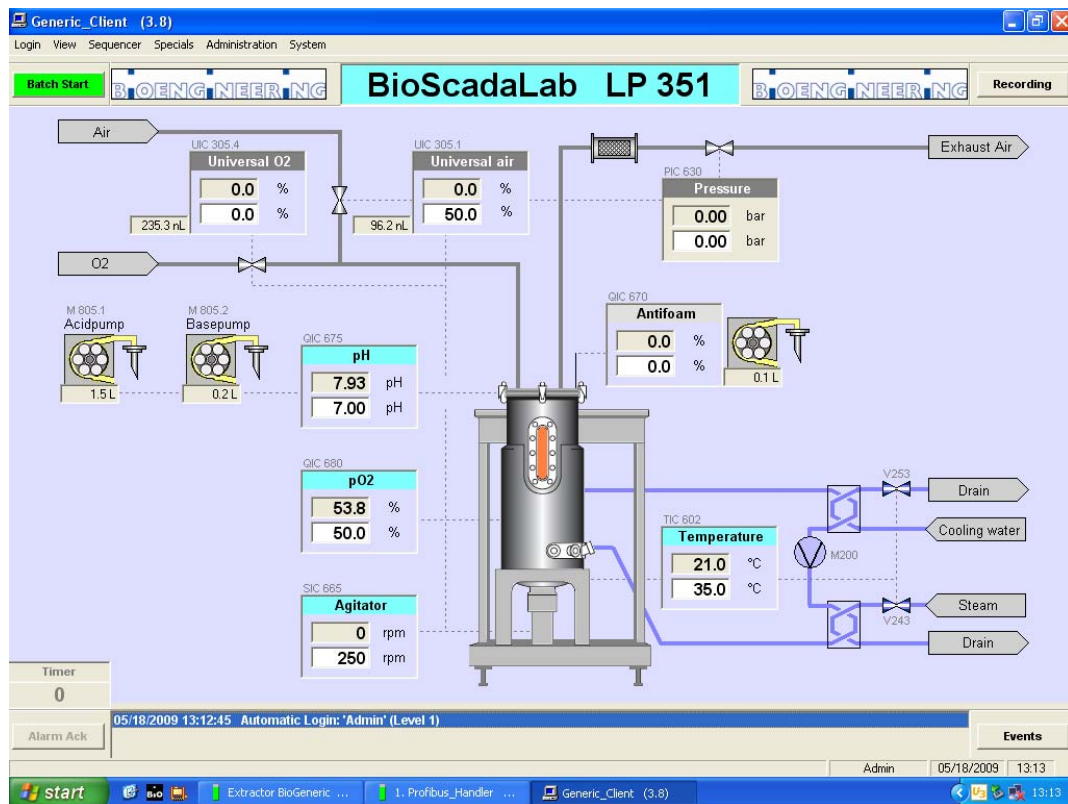 Generic_Client (3.8)
Login View Sequencer Specials Administration System
Batch Start
BIOENGINEERING
BioScadaLab LP 351
BIOENGINEERING
Recording
Air
UIC 305.4
Universal O2
0.0 %
0.0 %
235.3 nL
UIC 305.1
Universal air
0.0 %
50.0 %
96.2 nL
Exhaust Air
PIC 630
Pressure
0.00 bar
0.00 bar
O2
M 805.1
Acidpump
1.5 L
M 805.2
Basepump
0.2 L
QIC 675
pH
7.93 pH
7.00 pH
QIC 670
Antifoam
0.0 %
0.0 %
0.1 L
QIC 680
pO2
53.8 %
50.0 %
TIC 602
Temperature
21.0 °C
35.0 °C
V253
Drain
Cooling water
M200
Steam
V243
Drain
SIC 665
Agitator
0 rpm
250 rpm
Timer
0
05/18/2009 13:12:45 Automatic Login: 'Admin' (Level 1)
Alarm Ack
Events
Admin 05/18/2009 13:13
start
BIO
Extractor BioGeneric ...
1. Profibus_Handler ...
Generic_Client (3.8)
U3
13:13